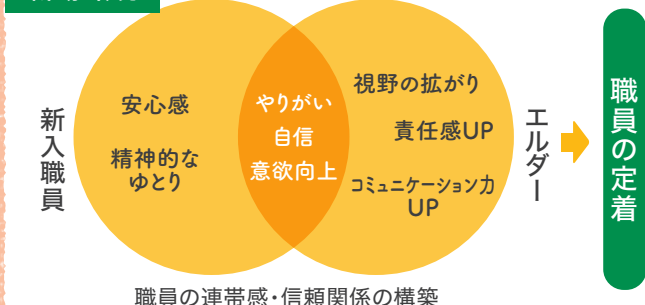 新入職員
安心感
精神的な
ゆとり
やりがい
自信
意欲向上
視野の拡がり
責任感UP
コミュニケーション力
UP
エルダー
職員の定着
職員の連帯感・信頼関係の構築